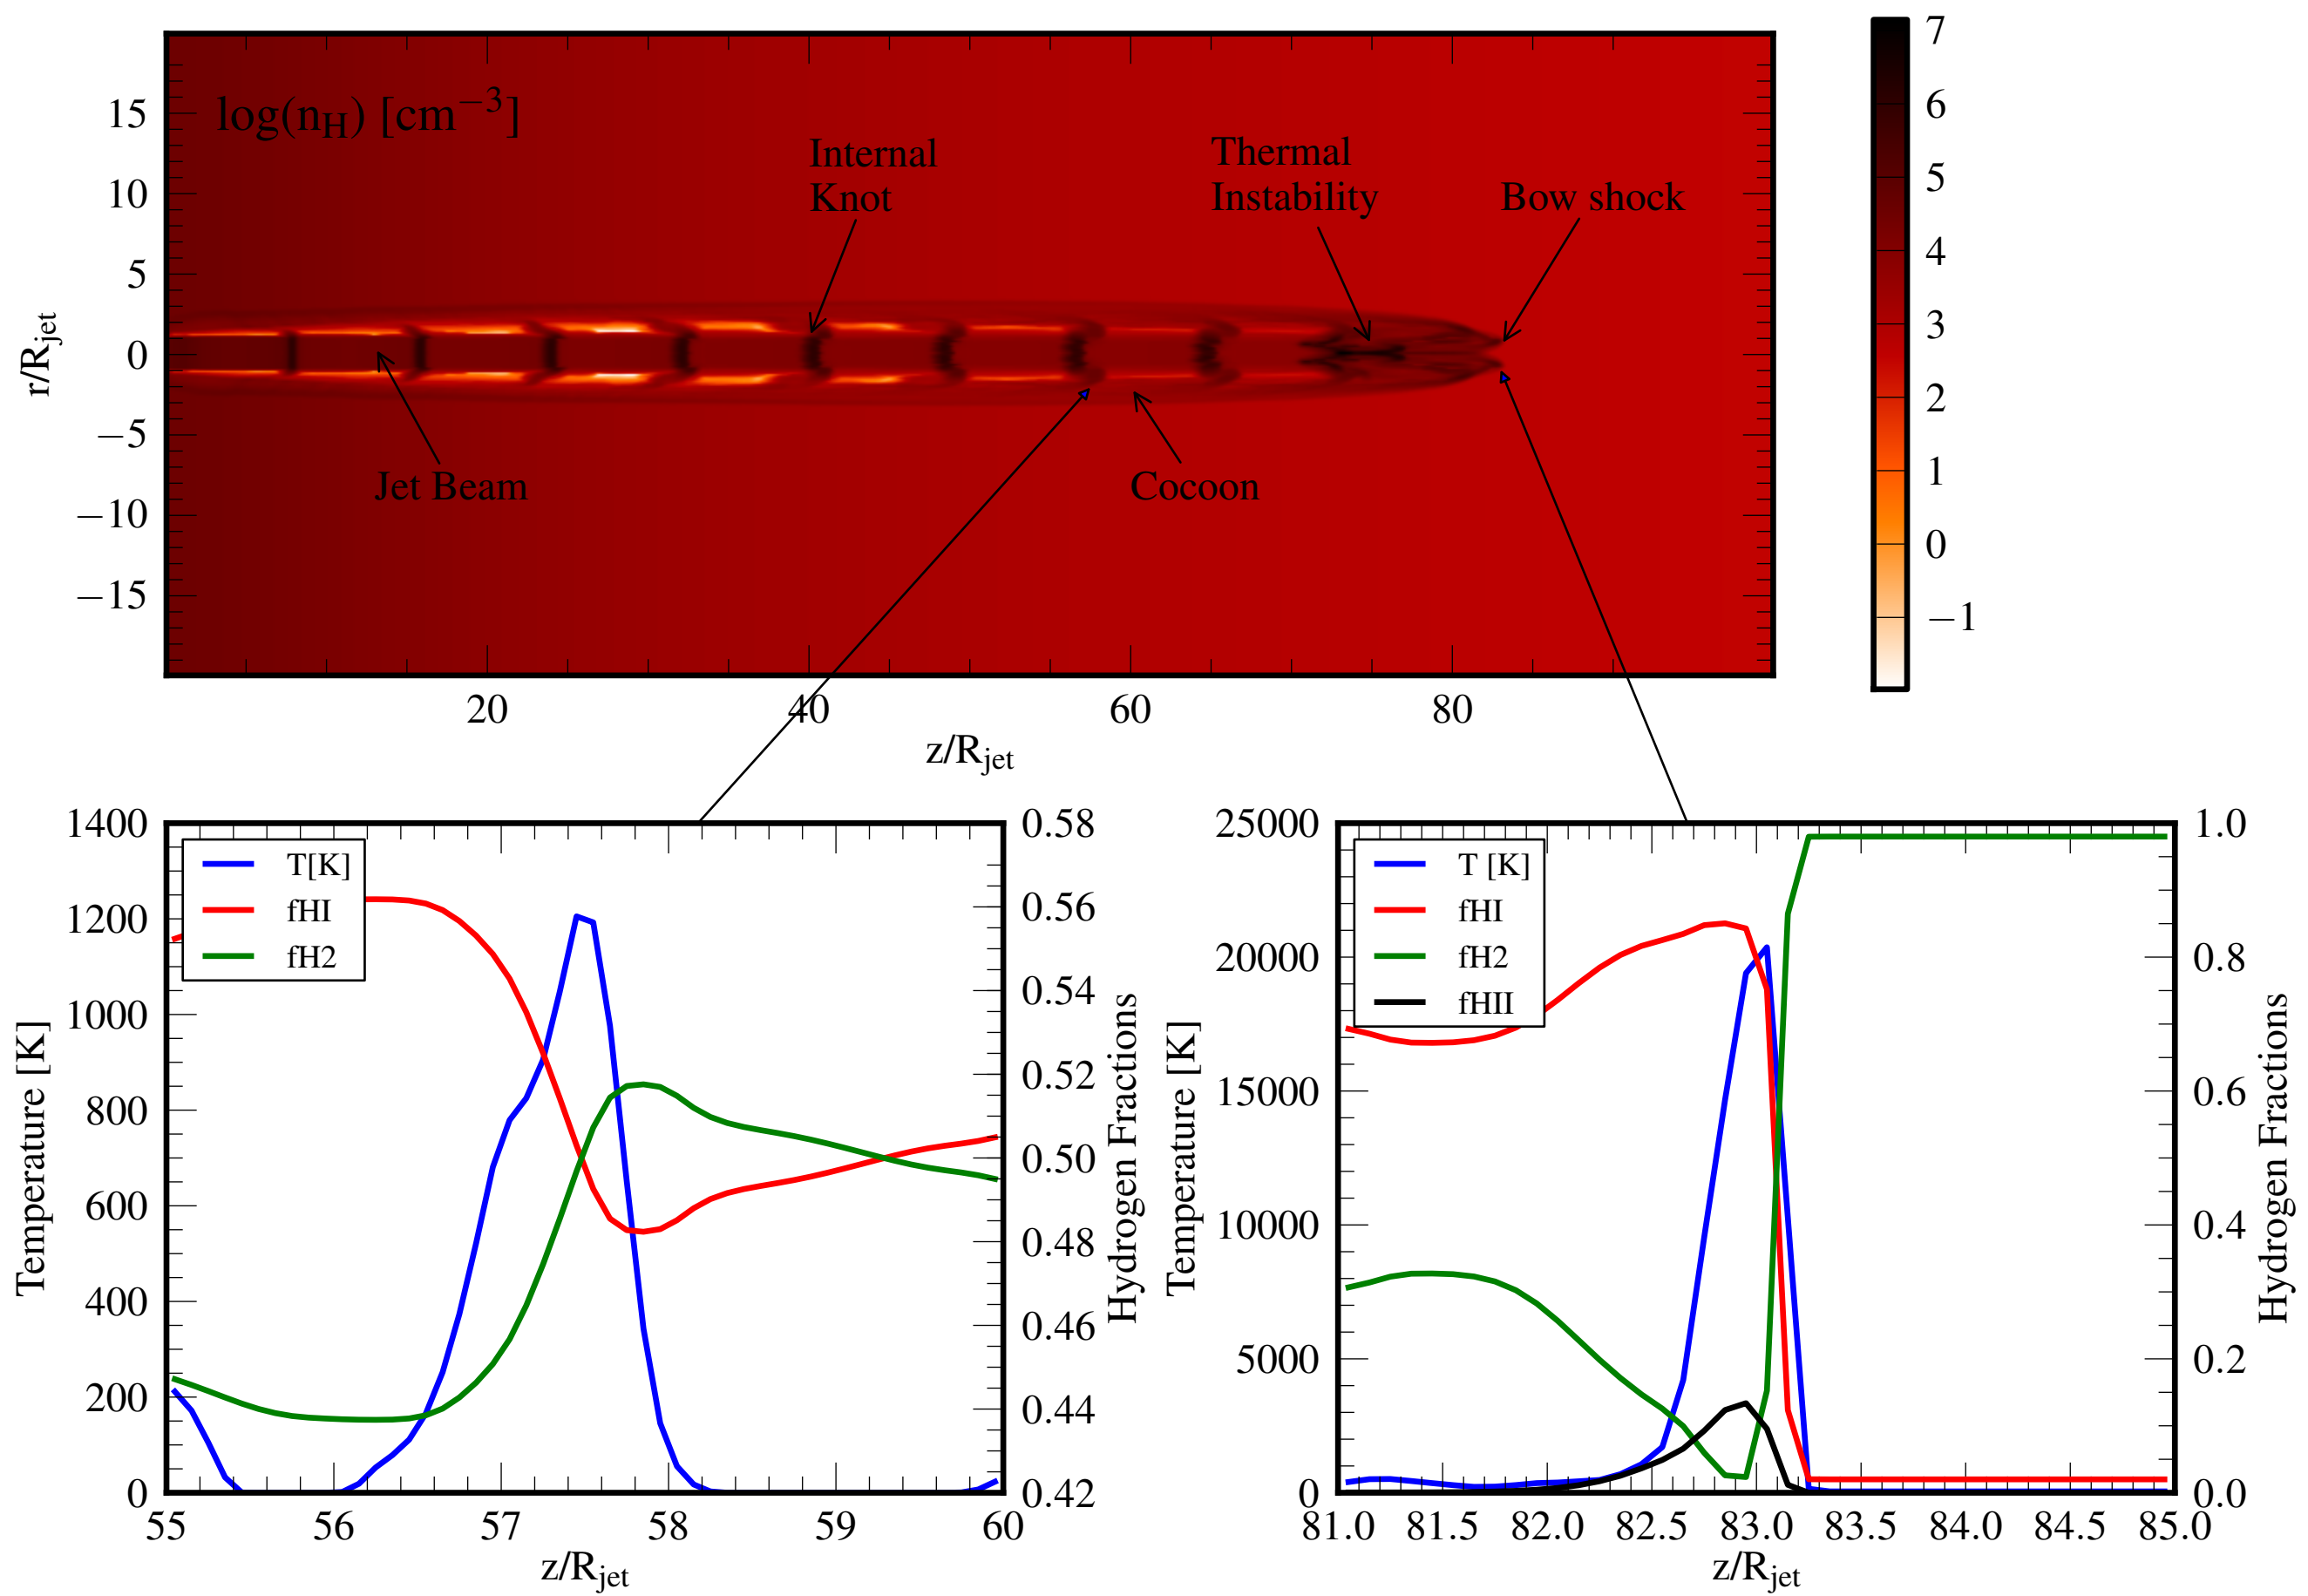 log(n_H) [cm^−3]
Internal
Knot
Thermal
Instability
Bow shock
Jet Beam
Cocoon
r/R_jet
15
10
5
0
−5
−10
−15
20
40
60
80
z/R_jet
7
6
5
4
3
2
1
0
−1
Temperature [K]
1400
1200
1000
800
600
400
200
0
T[K]
fHI
fH2
0.58
0.56
0.54
0.52
0.50
0.48
0.46
0.44
0.42
Hydrogen Fractions
55
56
57
58
59
60
z/R_jet
Temperature [K]
25000
20000
15000
10000
5000
0
T [K]
fHI
fH2
fHII
1.0
0.8
0.6
0.4
0.2
0.0
Hydrogen Fractions
81.0
81.5
82.0
82.5
83.0
83.5
84.0
84.5
85.0
z/R_jet